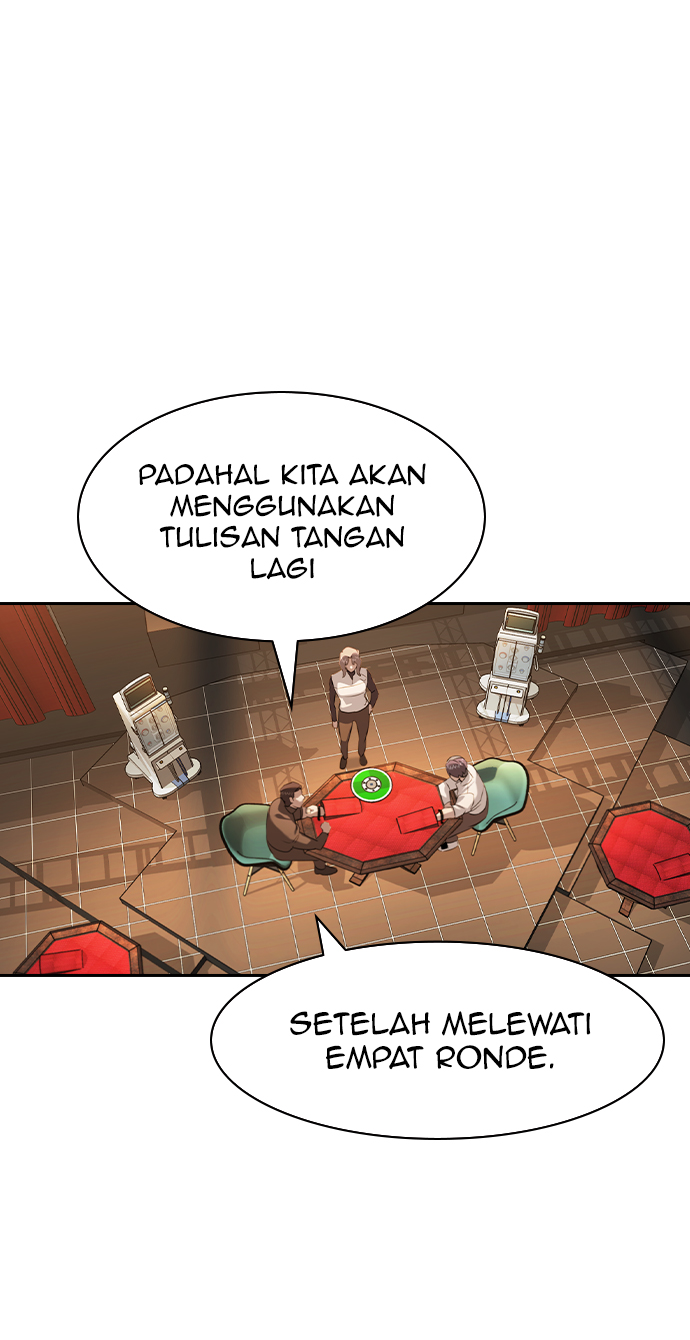 PADAHAL KITA AKAN
MENGGUNAKAN
TULISAN TANGAN
LAGI
SETELAH MELEWATI
EMPAT RONDE.